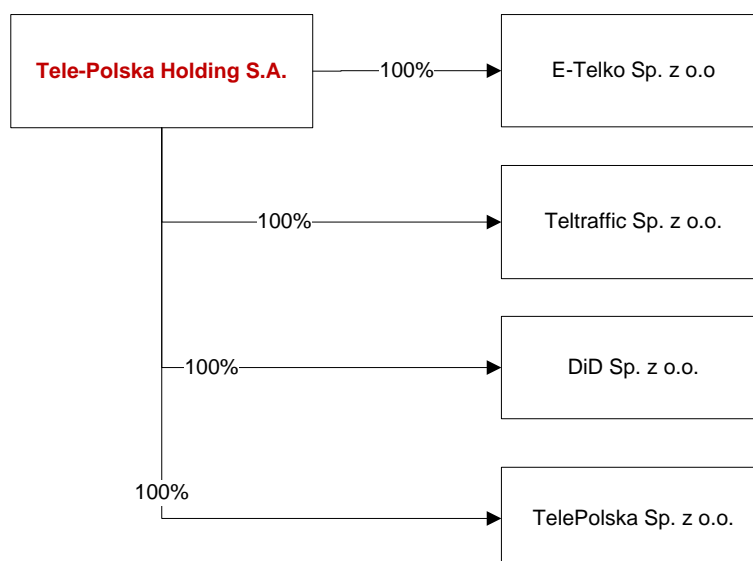 Tele-Polska Holding S.A.
100%
E-Telko Sp. z o.o
100%
Teltraffic Sp. z o.o.
100%
DiD Sp. z o.o.
100%
TelePolska Sp. z o.o.